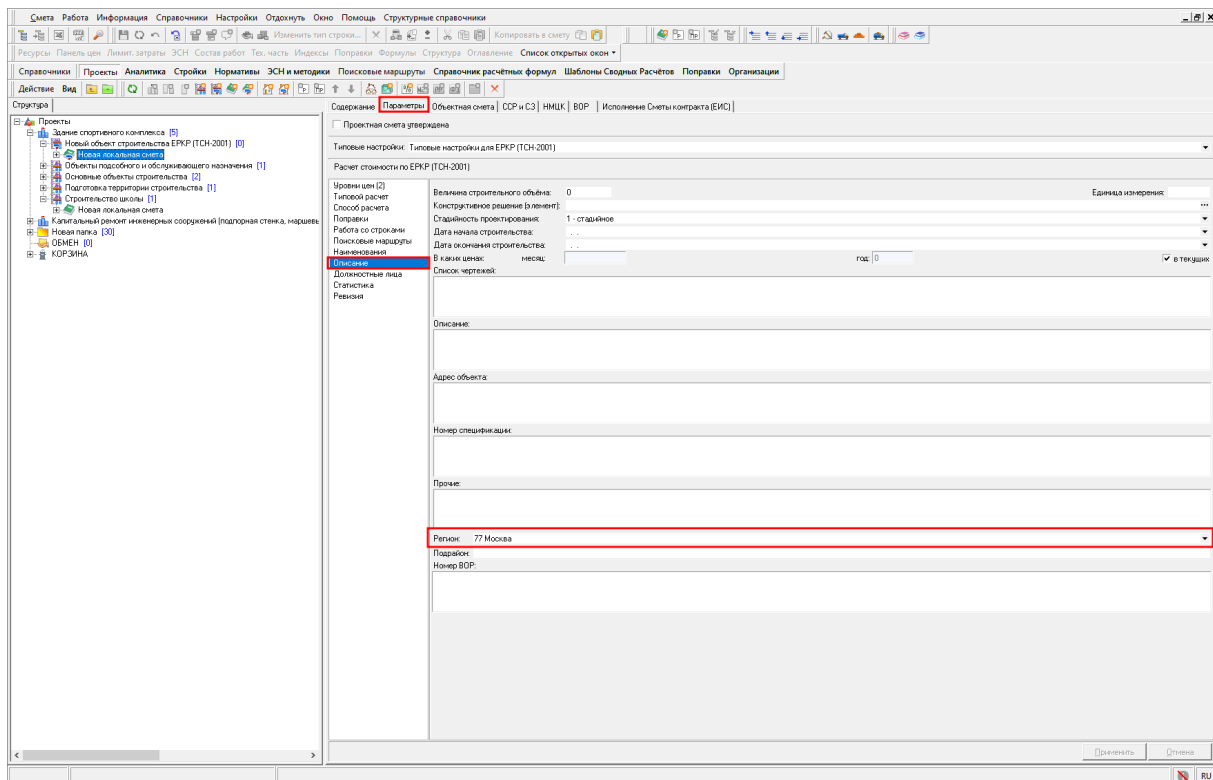 Смета Работа Информация Справочники Настройки Отдохнуть Окно Помощь Структурные справочники
Изменить тип строки... Копировать в смету
Ресурсы Панель цен Лимит. затраты ЭСН Состав работ Тех. часть Индексы Поправки Формулы Структура Оглавление Список открытых окон
Справочники Проекты Аналитика Стройки Нормативы ЭСН и методики Поисковые маршруты Справочник расчётных формул Шаблоны Сводных Расчётов Поправки Организации
Действие Вид
Структура
Проекты
Здание спортивного комплекса [5]
Новый объект строительства ЕРКР (ТСН-2001) [0]
Новая локальная смета
Объекты подсобного и обслуживающего назначения [1]
Основные объекты строительства [2]
Подготовка территории строительства [1]
Строительство школы [1]
Новая локальная смета
Капитальный ремонт инженерных сооружений (подпорная стенка, маршевь
Новая папка [30]
ОБМЕН [0]
КОРЗИНА
Содержание Параметры Объектная смета ССР и СЗ НМЦК ВОР Исполнение Сметы контракта (ЕИС)
Проектная смета утверждена
Типовые настройки: Типовые настройки для ЕРКР (ТСН-2001)
Расчет стоимости по ЕРКР (ТСН-2001)
Уровни цен (2)
Типовой расчет
Способ расчета
Поправки
Работа со строками
Поисковые маршруты
Наименования
Описание
Должностные лица
Статистика
Ревизия
Величина строительного объёма: 0 Единица измерения:
Конструктивное решение (элемент): ...
Стадийность проектирования: 1 - стадийное
Дата начала строительства: . .
Дата окончания строительства: . .
В каких ценах: месяц: год: 0 в текущих
Список чертежей:
Описание:
Адрес объекта:
Номер спецификации:
Прочие:
Регион: 77 Москва
Подрайон:
Номер ВОР:
Применить Отмена
RU